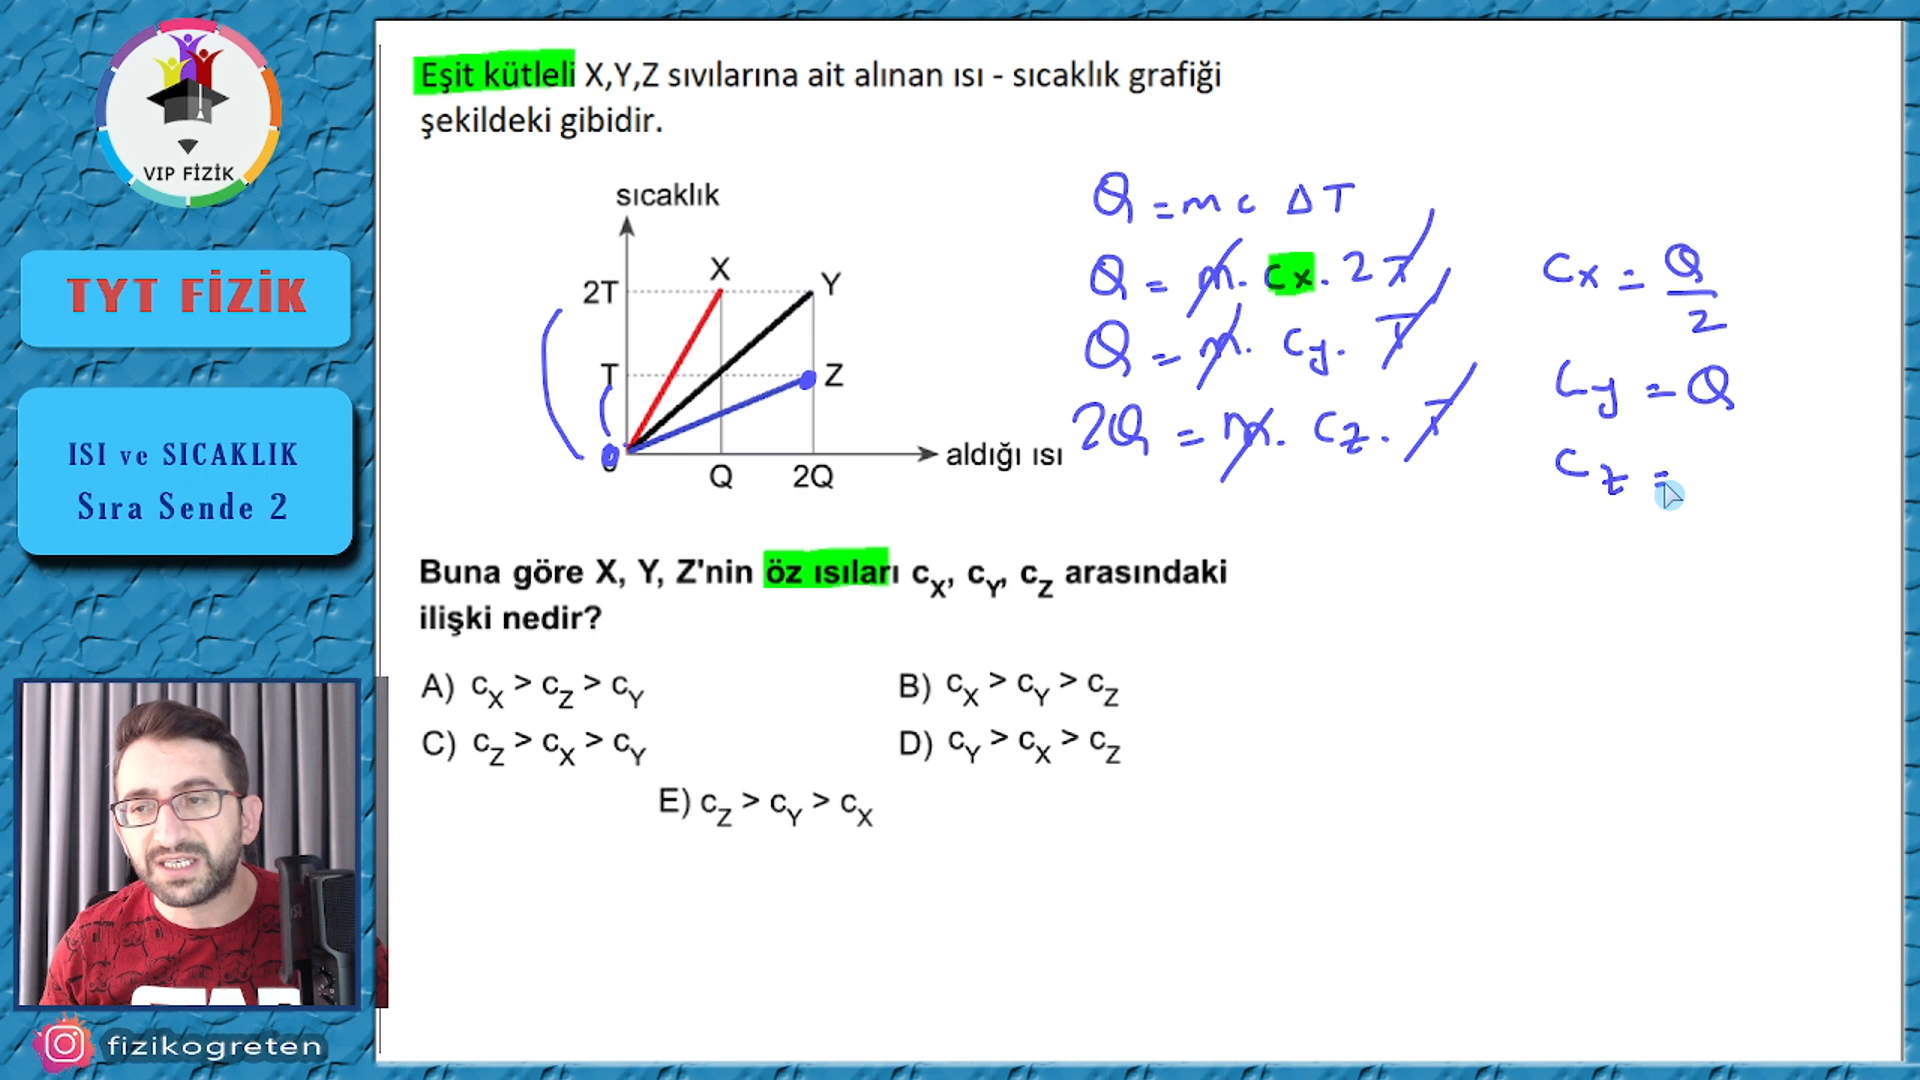 VIP FİZİK
TYT FİZİK
ISI ve SICAKLIK
Sıra Sende 2
fizikogreten
Eşit kütleli X,Y,Z sıvılarına ait alınan ısı - sıcaklık grafiği
şekildeki gibidir.
sıcaklık
2T
T
0
X
Y
Z
Q
2Q
aldığı ısı
Q = m c ΔT
Q = m. cx. 2T
Q = m. cy. T
2Q = m. cz. T
cx = Q/2
cy = Q
cz =
Buna göre X, Y, Z'nin öz ısıları cX, cY, cZ arasındaki
ilişki nedir?
A) cX > cZ > cY
B) cX > cY > cZ
C) cZ > cX > cY
D) cY > cX > cZ
E) cZ > cY > cX